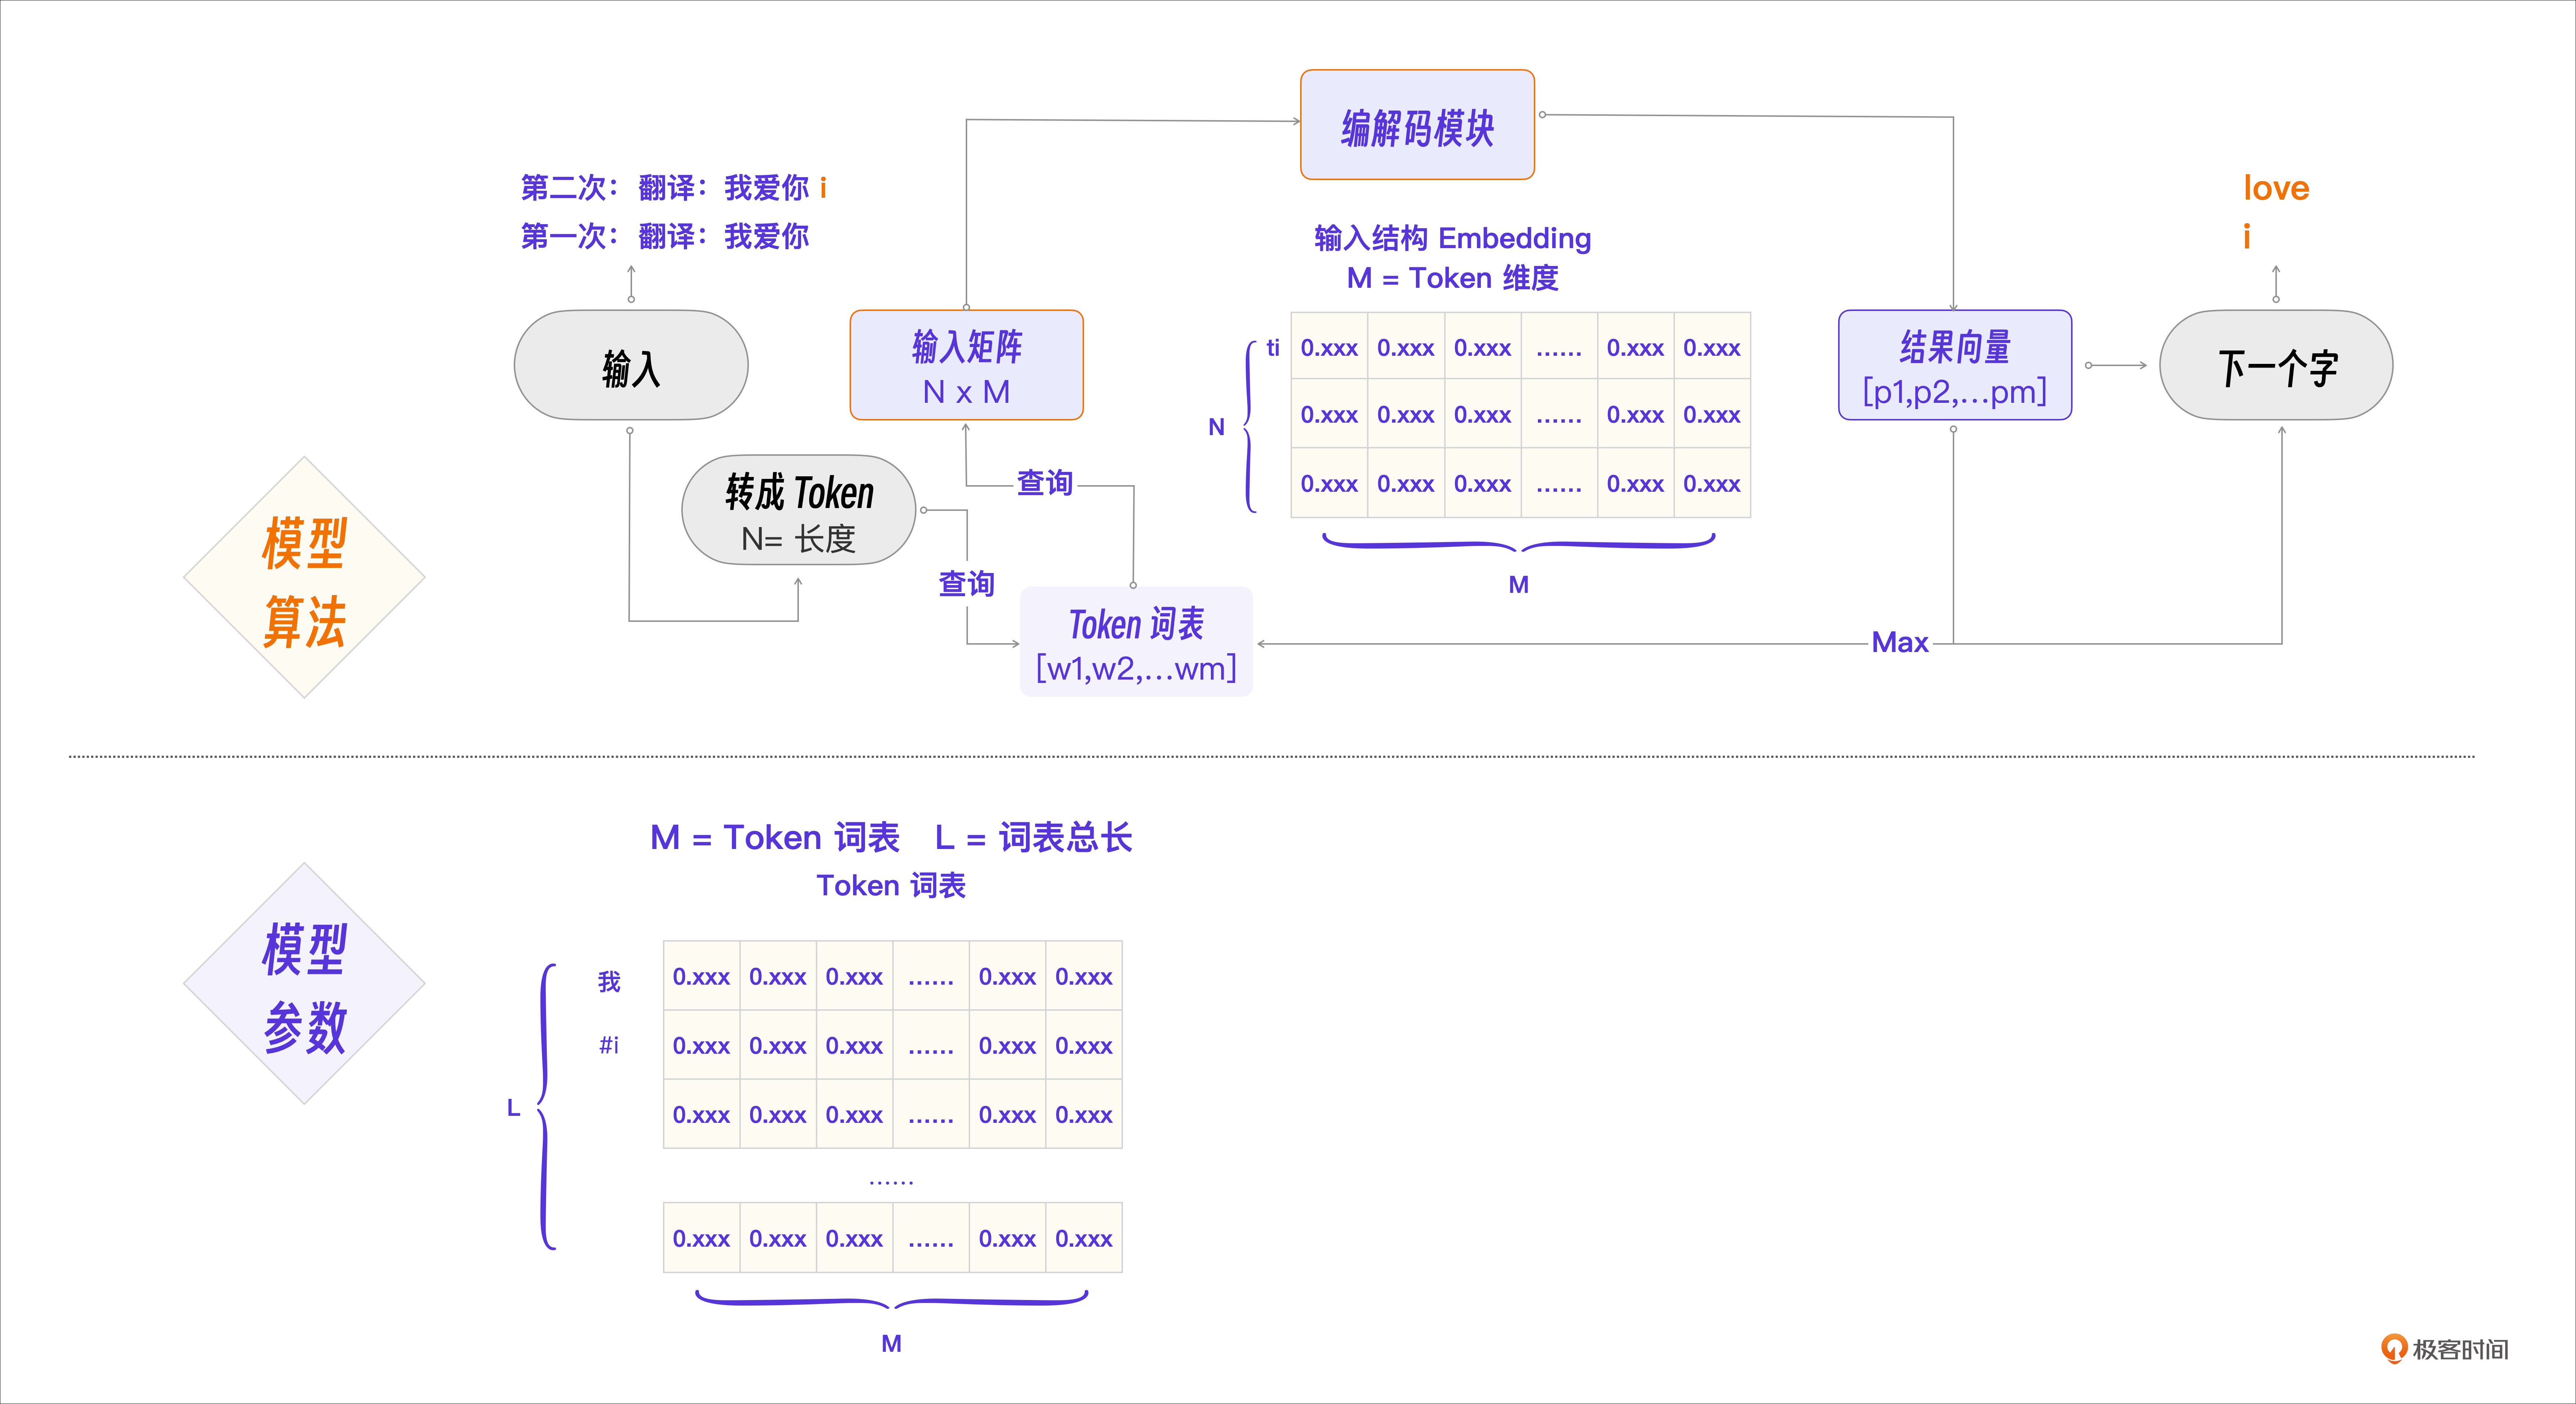 编解码模块
第二次：翻译：我爱你 i
第一次：翻译：我爱你
love
i
输入结构 Embedding
M = Token 维度
输入
输入矩阵
N x M
ti 0.xxx 0.xxx 0.xxx ...... 0.xxx 0.xxx
0.xxx 0.xxx 0.xxx ...... 0.xxx 0.xxx
0.xxx 0.xxx 0.xxx ...... 0.xxx 0.xxx
N
M
结果向量
[p1,p2,...pm]
下一个字
转成 Token
N= 长度
查询
查询
Token 词表
[w1,w2,...wm]
Max
模型
算法
M = Token 词表 L = 词表总长
Token 词表
模型
参数
我 0.xxx 0.xxx 0.xxx ...... 0.xxx 0.xxx
#i 0.xxx 0.xxx 0.xxx ...... 0.xxx 0.xxx
0.xxx 0.xxx 0.xxx ...... 0.xxx 0.xxx
L
......
0.xxx 0.xxx 0.xxx ...... 0.xxx 0.xxx
M
极客时间